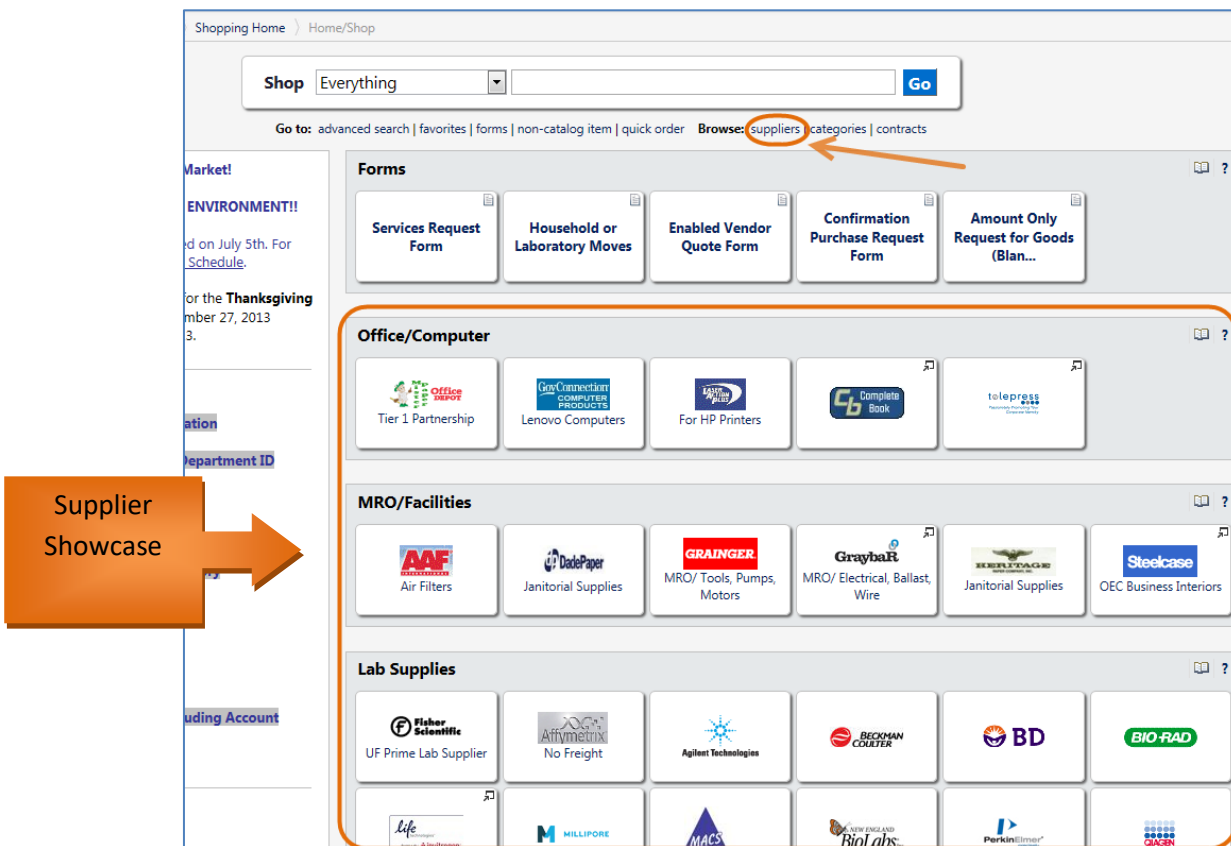 Shopping Home > Home/Shop
Shop Everything Go
Go to: advanced search | favorites | forms | non-catalog item | quick order Browse: suppliers | categories | contracts
Market!
ENVIRONMENT!!
ed on July 5th. For
Schedule.
for the Thanksgiving
mber 27, 2013
3.
ation
Department ID
uding Account
Supplier
Showcase
Forms ?
Services Request
Form
Household or
Laboratory Moves
Enabled Vendor
Quote Form
Confirmation
Purchase Request
Form
Amount Only
Request for Goods
(Blan...
Office/Computer ?
Office
DEPOT
Tier 1 Partnership
GovConnection
COMPUTER
PRODUCTS
Lenovo Computers
LASER
ACTION
PLUS
For HP Printers
Cb Complete
Book
telepress
MRO/Facilities ?
AAF
INTERNATIONAL
Air Filters
DadePaper
Janitorial Supplies
GRAINGER
MRO/ Tools, Pumps,
Motors
GraybaR
MRO/ Electrical, Ballast,
Wire
HERITAGE
Janitorial Supplies
Steelcase
OEC Business Interiors
Lab Supplies ?
Fisher
Scientific
UF Prime Lab Supplier
Affymetrix
No Freight
Agilent Technologies
BECKMAN
COULTER
BD
BIO-RAD
life
MILLIPORE
MACS
NEW ENGLAND
BioLabs
PerkinElmer
QIAGEN